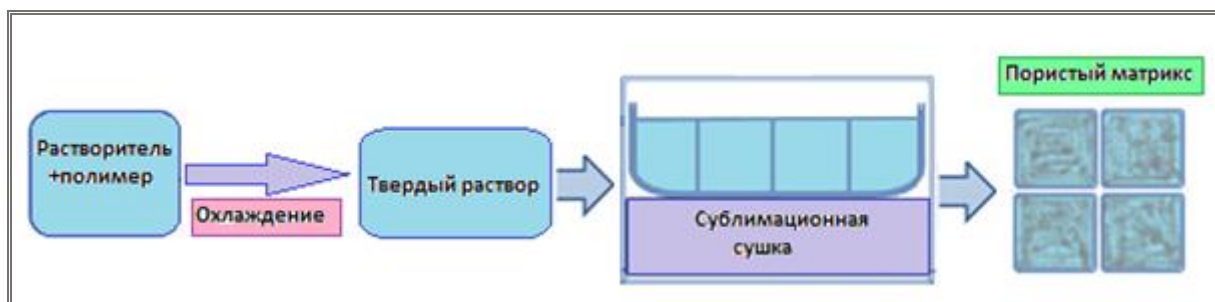 Растворитель
+полимер
Охлаждение
Твердый раствор
Сублимационная
сушка
Пористый матрикс